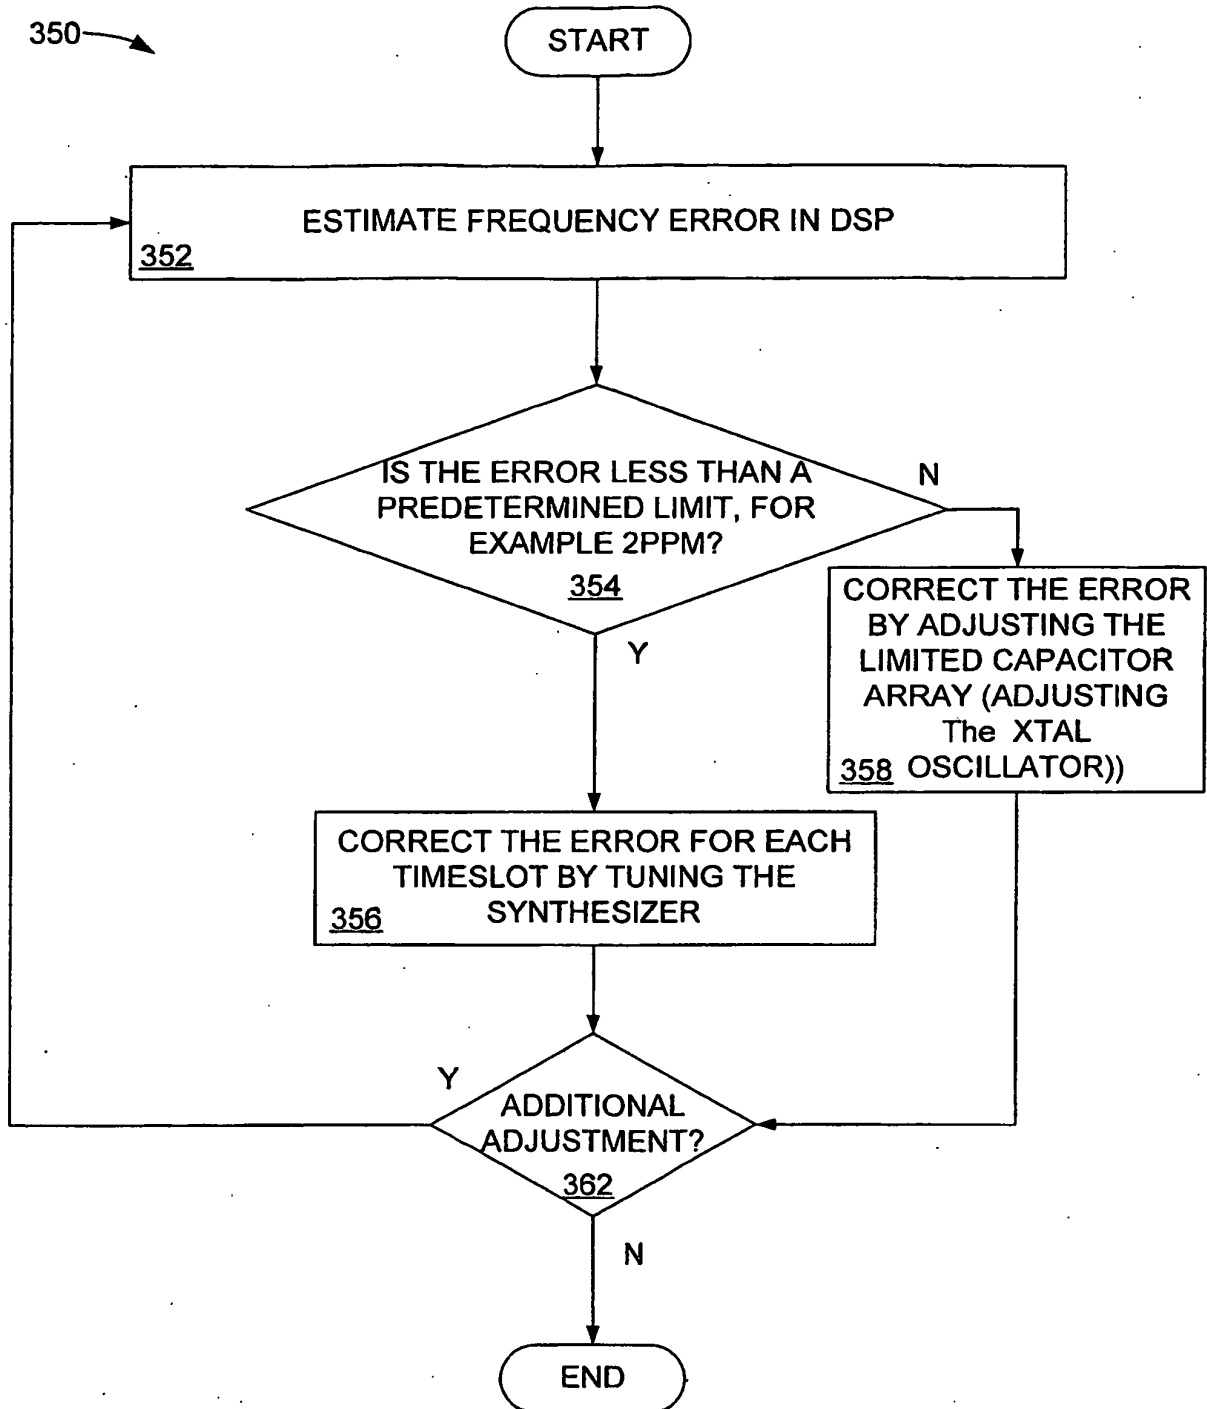 350
START
ESTIMATE FREQUENCY ERROR IN DSP
352
IS THE ERROR LESS THAN A
PREDETERMINED LIMIT, FOR
EXAMPLE 2PPM?
354
N
Y
CORRECT THE ERROR
BY ADJUSTING THE
LIMITED CAPACITOR
ARRAY (ADJUSTING
The XTAL
358 OSCILLATOR))
CORRECT THE ERROR FOR EACH
TIMESLOT BY TUNING THE
SYNTHESIZER
356
Y
ADDITIONAL
ADJUSTMENT?
362
N
END